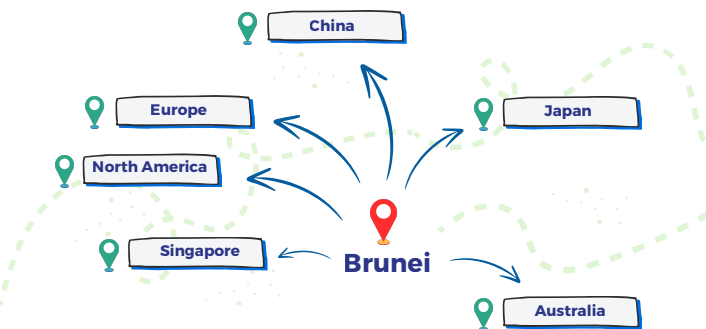 China
Europe
Japan
North America
Singapore
Brunei
Australia